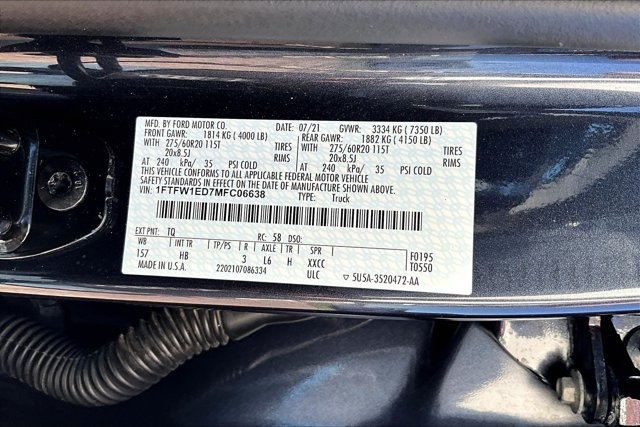 MFD. BY FORD MOTOR CO. 07/21 GVWR: 3334 KG ( 7350 LB)
FRONT GAWR: 1814 KG ( 4000 LB) REAR GAWR: 1882 KG ( 4150 LB)
WITH 275/60R20 115T TIRES WITH 275/60R20 115T TIRES
20x8.5J RIMS 20x8.5J RIMS
AT 240 kPa/ 35 PSI COLD AT 240 kPa/ 35 PSI COLD
THIS VEHICLE CONFORMS TO ALL APPLICABLE FEDERAL MOTOR VEHICLE
SAFETY STANDARDS IN EFFECT ON THE DATE OF MANUFACTURE SHOWN ABOVE.
1FTFW1ED7MFC06638 TYPE: Truck
EXT PNT: TQ RC: 58 DSO:
WB INT TR TP/PS R AXLE TR SPR F0195
157 HB 3 L6 H XXCC T0550
MADE IN U.S.A. 2202107086334 ULC 5U5A-3520472-AA